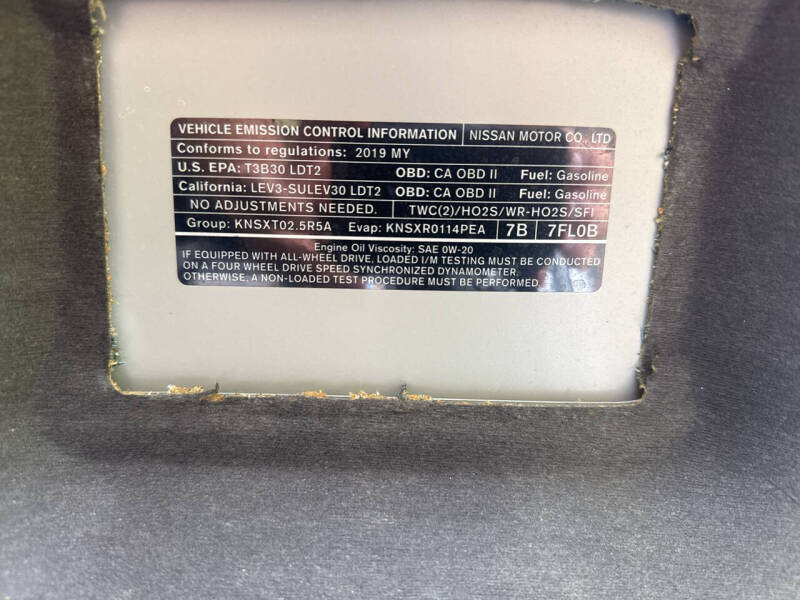 VEHICLE EMISSION CONTROL INFORMATION NISSAN MOTOR CO., LTD
Conforms to regulations: 2019 MY
U.S. EPA: T3B30 LDT2 OBD: CA OBD II Fuel: Gasoline
California: LEV3-SULEV30 LDT2 OBD: CA OBD II Fuel: Gasoline
NO ADJUSTMENTS NEEDED. TWC(2)/HO2S/WR-HO2S/SFI
Group: KNSXT02.5R5A Evap: KNSXR0114PEA 7B 7FL0B
Engine Oil Viscosity: SAE 0W-20
IF EQUIPPED WITH ALL-WHEEL DRIVE, LOADED I/M TESTING MUST BE CONDUCTED
ON A FOUR WHEEL DRIVE SPEED SYNCHRONIZED DYNAMOMETER.
OTHERWISE, A NON-LOADED TEST PROCEDURE MUST BE PERFORMED.